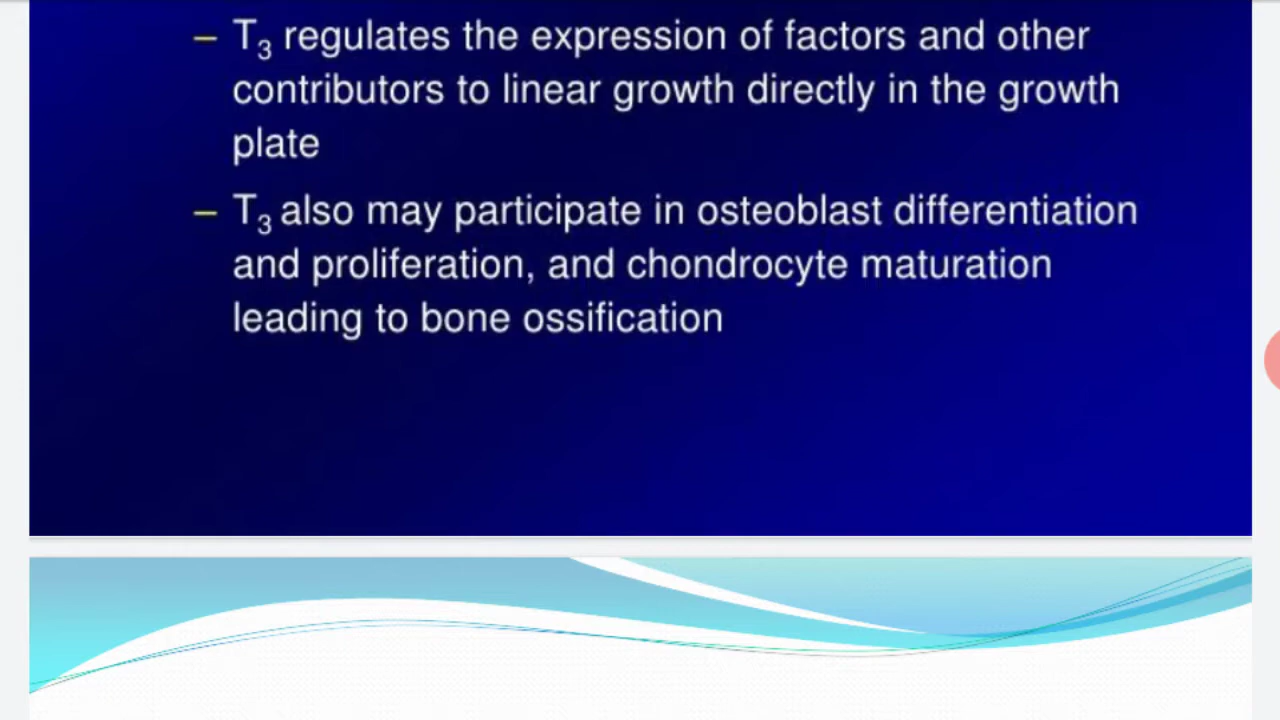 – T₃ regulates the expression of factors and other
contributors to linear growth directly in the growth
plate
– T₃ also may participate in osteoblast differentiation
and proliferation, and chondrocyte maturation
leading to bone ossification